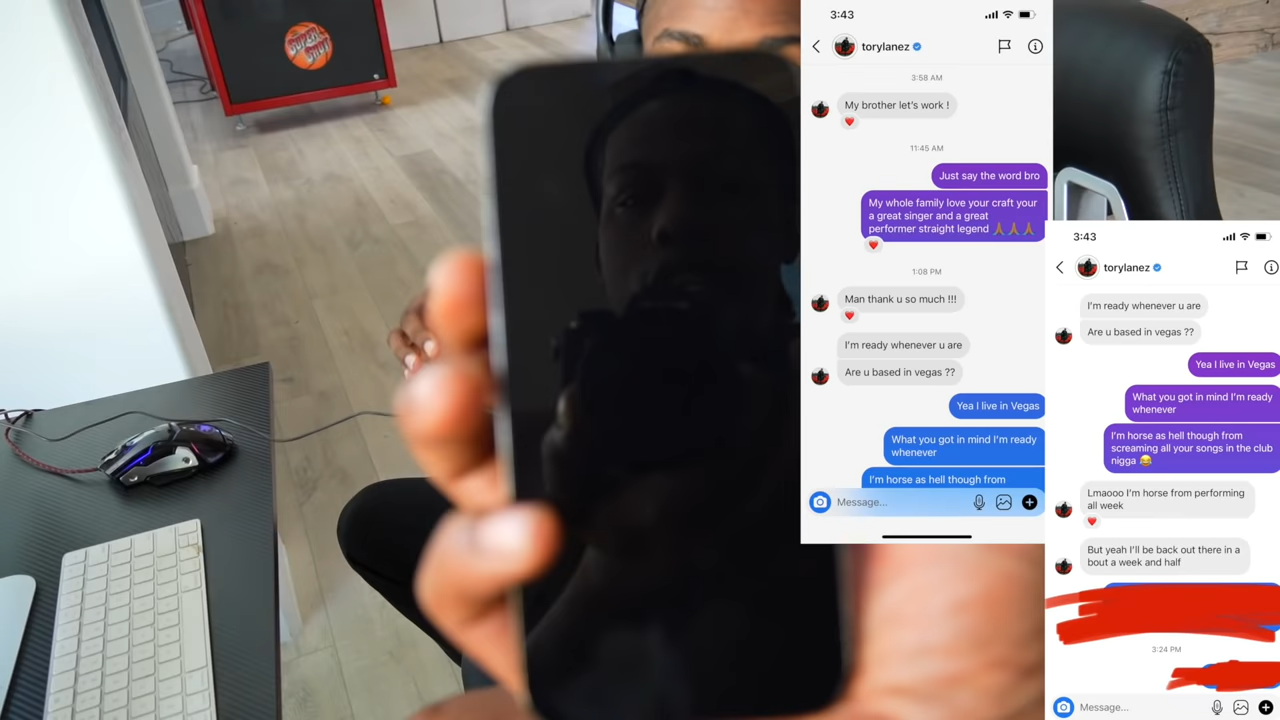 SUPER
SHOT
3:43
torylanez
3:58 AM
My brother let's work !
11:45 AM
Just say the word bro
My whole family love your craft your
a great singer and a great
performer straight legend 🙏🙏🙏
1:08 PM
Man thank u so much !!!
I'm ready whenever u are
Are u based in vegas ??
Yea I live in Vegas
What you got in mind I'm ready
whenever
I'm horse as hell though from
Message...
3:43
torylanez
I'm ready whenever u are
Are u based in vegas ??
Yea I live in Vegas
What you got in mind I'm ready
whenever
I'm horse as hell though from
screaming all your songs in the club
nigga 😂
Lmaooo I'm horse from performing
all week
But yeah I'll be back out there in a
bout a week and half
3:24 PM
Message...